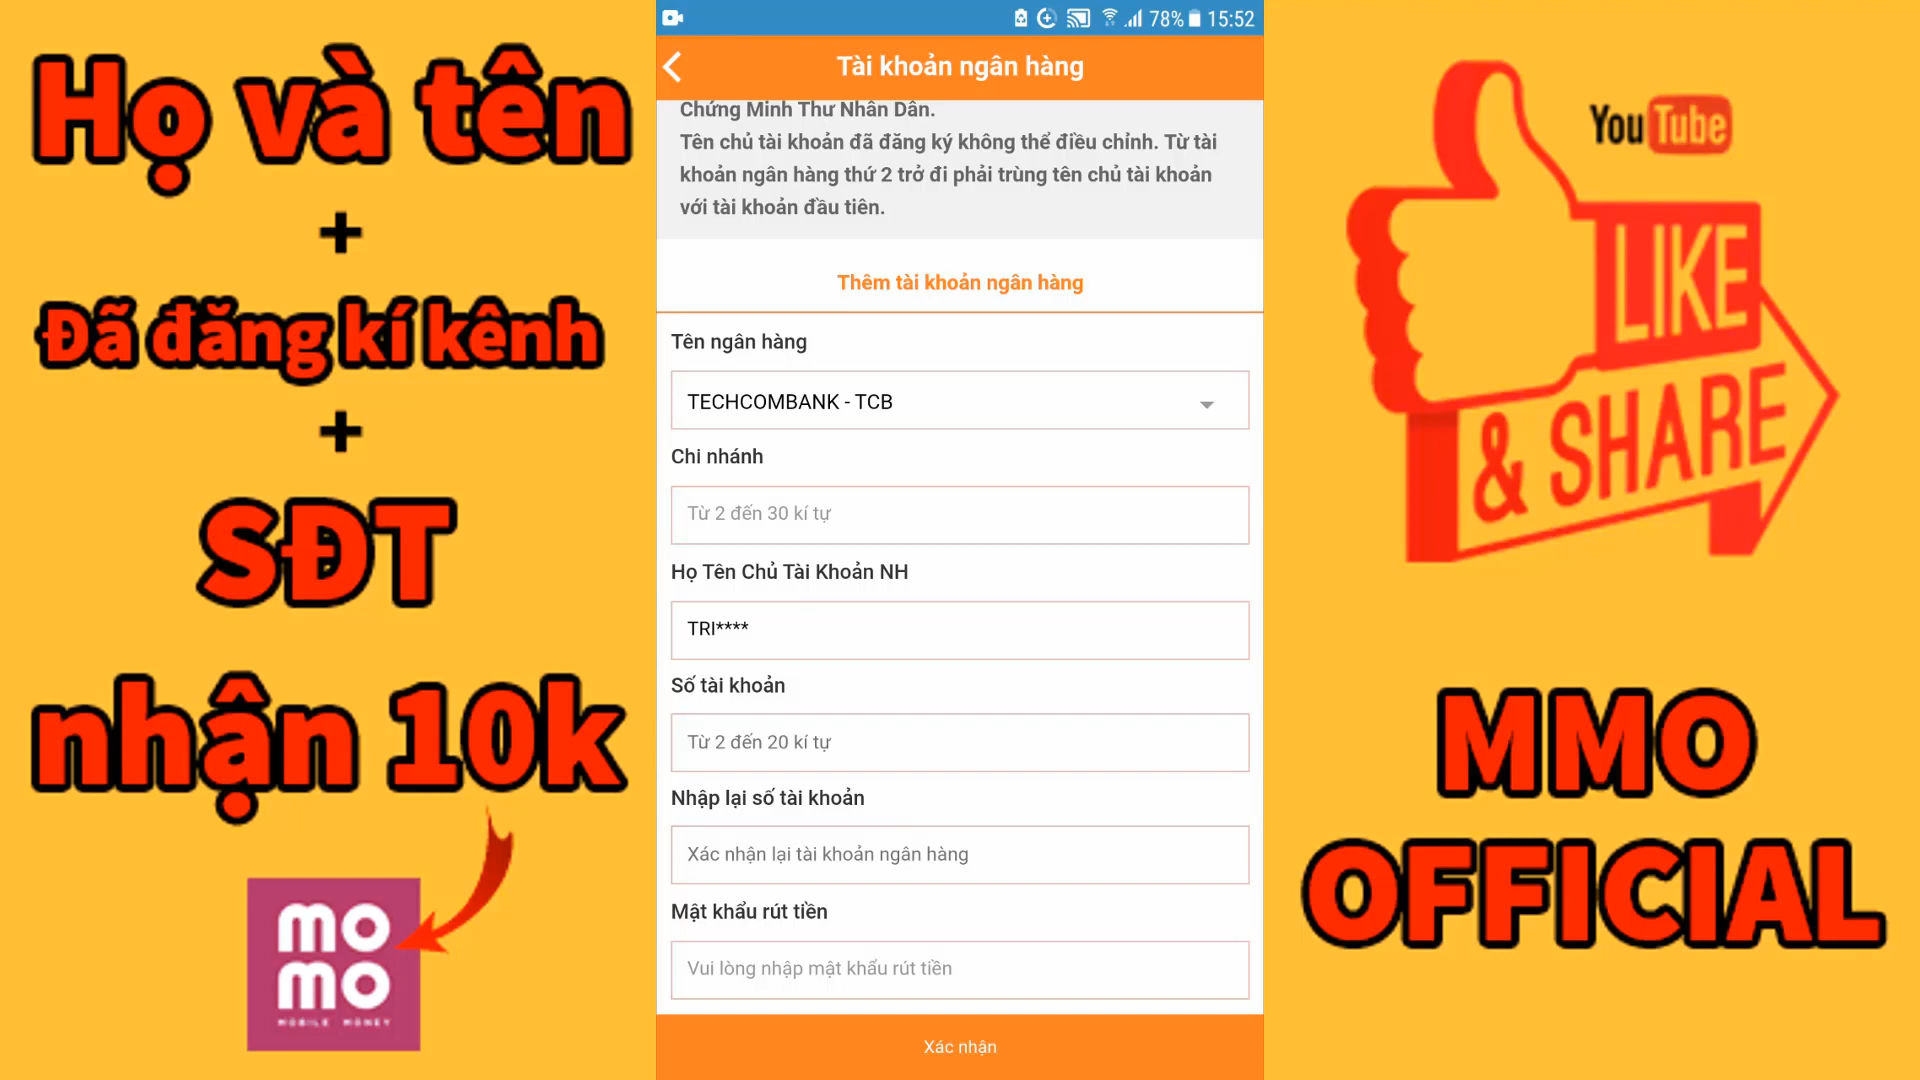 Họ và tên
+
Đã đăng kí kênh
+
SĐT
nhận 10k
mo
mo
MOBILE MONEY
78% 15:52
Tài khoản ngân hàng
Chứng Minh Thư Nhân Dân.
Tên chủ tài khoản đã đăng ký không thể điều chỉnh. Từ tài
khoản ngân hàng thứ 2 trở đi phải trùng tên chủ tài khoản
với tài khoản đầu tiên.
Thêm tài khoản ngân hàng
Tên ngân hàng
TECHCOMBANK - TCB
Chi nhánh
Từ 2 đến 30 kí tự
Họ Tên Chủ Tài Khoản NH
TRI****
Số tài khoản
Từ 2 đến 20 kí tự
Nhập lại số tài khoản
Xác nhận lại tài khoản ngân hàng
Mật khẩu rút tiền
Vui lòng nhập mật khẩu rút tiền
Xác nhận
YouTube
LIKE
& SHARE
MMO
OFFICIAL